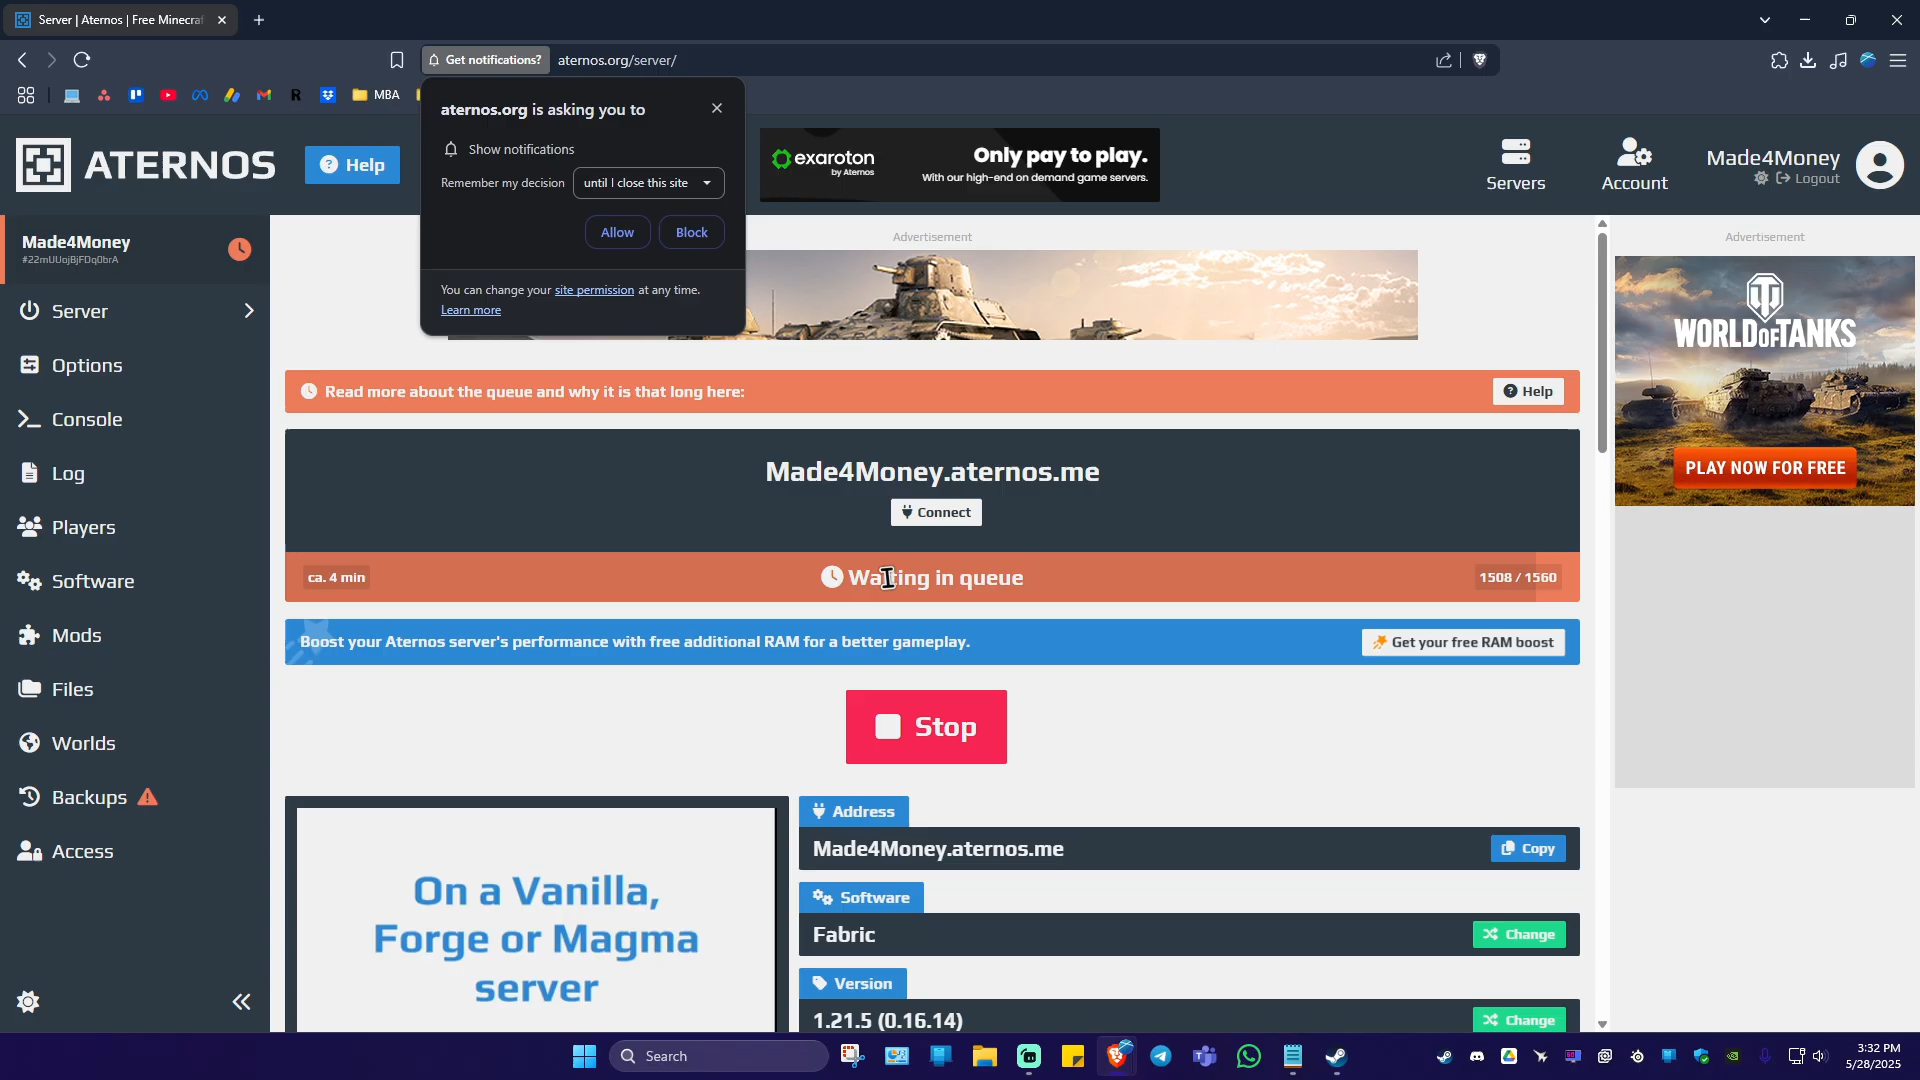 Server | Aternos | Free Minecraf
Get notifications?
aternos.org/server/
MBA
aternos.org is asking you to
Show notifications
Remember my decision
until I close this site
Allow
Block
You can change your site permission at any time.
Learn more
ATERNOS
Help
exaroton
by Aternos
Only pay to play.
With our high-end on demand game servers.
Servers
Account
Made4Money
Logout
Made4Money
#22mUUojBjFDq0brA
Server
Options
Console
Log
Players
Software
Mods
Files
Worlds
Backups
Access
Advertisement
Read more about the queue and why it is that long here:
Help
Made4Money.aternos.me
Connect
ca. 4 min
Waiting in queue
1508 / 1560
Boost your Aternos server's performance with free additional RAM for a better gameplay.
Get your free RAM boost
Stop
On a Vanilla,
Forge or Magma
server
Address
Made4Money.aternos.me
Copy
Software
Fabric
Change
Version
1.21.5 (0.16.14)
Change
Advertisement
WORLD OF TANKS
PLAY NOW FOR FREE
Search
3:32 PM
5/28/2025